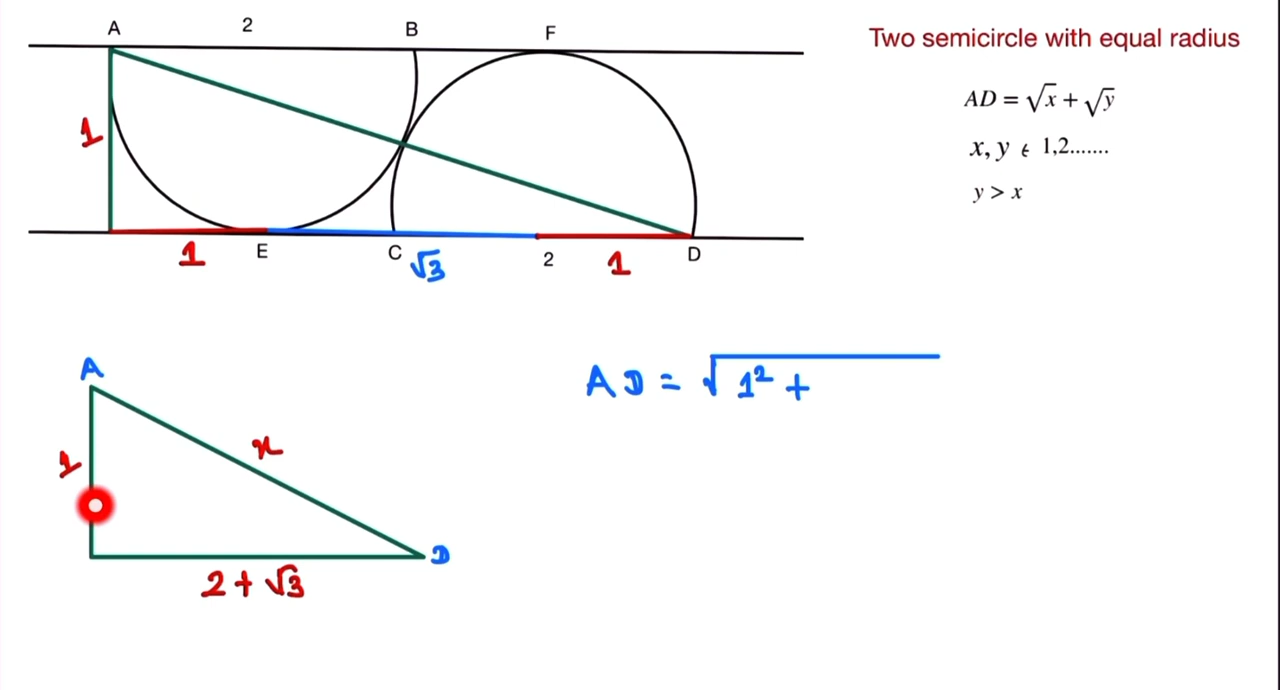 A 2 B F
Two semicircle with equal radius
AD = √x + √y
x, y ϵ 1,2.......
y > x
1
1 E C √3 2 1 D
A
AD = √1² +
x
1
D
2 + √3